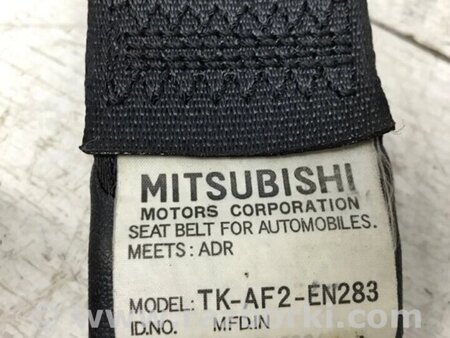 MITSUBISHI
MOTORS CORPORATION
SEAT BELT FOR AUTOMOBILES.
MEETS: ADR
MODEL: TK-AF2-EN283
ID.NO. MFD.IN